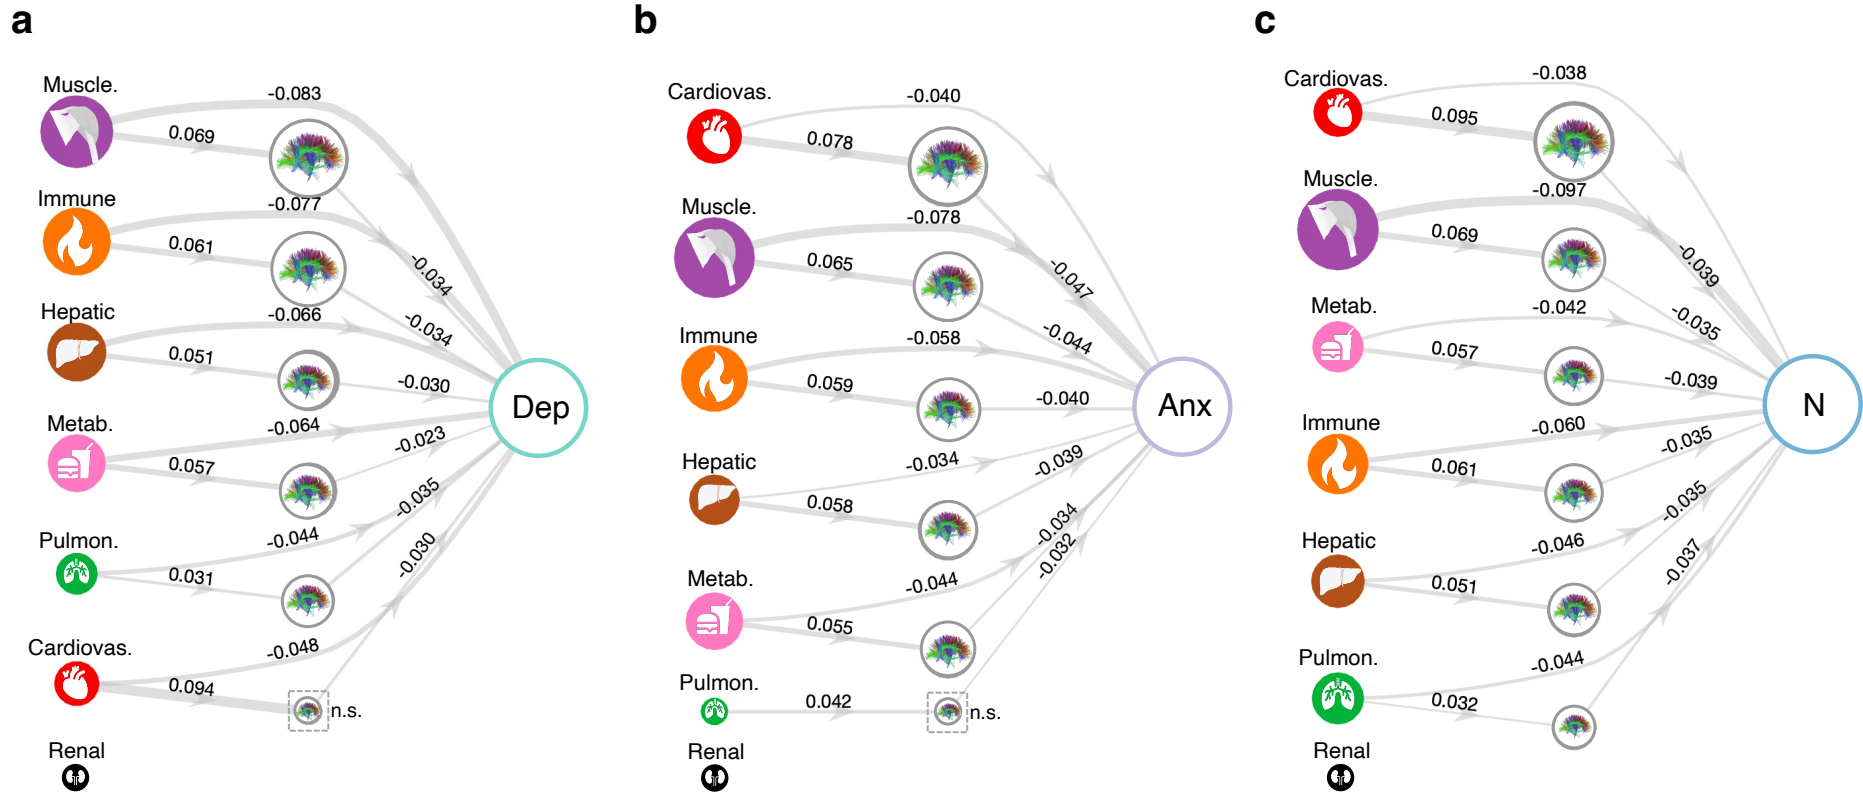 a
Muscle.
-0.083
0.069
Immune
-0.077
0.061
-0.034
Hepatic
-0.066
0.051
-0.034
-0.030
Dep
Metab.
-0.064
0.057
-0.023
Pulmon.
-0.044
0.031
-0.035
Cardiovas.
-0.048
0.094
-0.030
n.s.
Renal
b
Cardiovas.
-0.040
0.078
Muscle.
-0.078
0.065
-0.047
Immune
-0.058
0.059
-0.044
-0.040
Anx
Hepatic
-0.034
0.058
-0.039
Metab.
-0.044
0.055
-0.034
-0.032
Pulmon.
0.042
n.s.
Renal
c
Cardiovas.
-0.038
0.095
Muscle.
-0.097
0.069
-0.039
Metab.
-0.042
0.057
-0.035
-0.039
N
Immune
-0.060
0.061
-0.035
Hepatic
-0.046
0.051
-0.035
Pulmon.
-0.044
0.032
-0.037
Renal